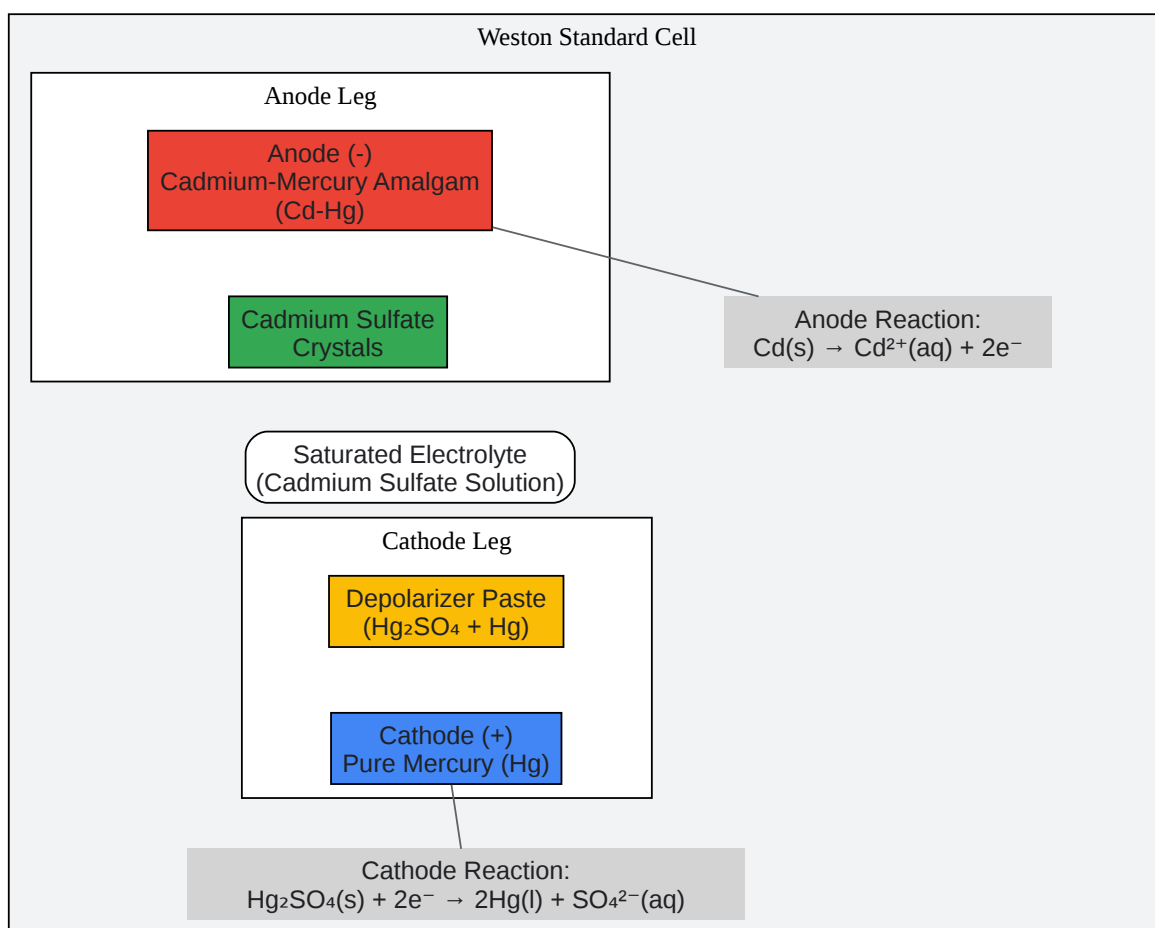 Weston Standard Cell
Anode Leg
Anode (-)
Cadmium-Mercury Amalgam
(Cd-Hg)
Cadmium Sulfate
Crystals
Anode Reaction:
Cd(s) → Cd²⁺(aq) + 2e⁻
Saturated Electrolyte
(Cadmium Sulfate Solution)
Cathode Leg
Depolarizer Paste
(Hg₂SO₄ + Hg)
Cathode (+)
Pure Mercury (Hg)
Cathode Reaction:
Hg₂SO₄(s) + 2e⁻ → 2Hg(l) + SO₄²⁻(aq)